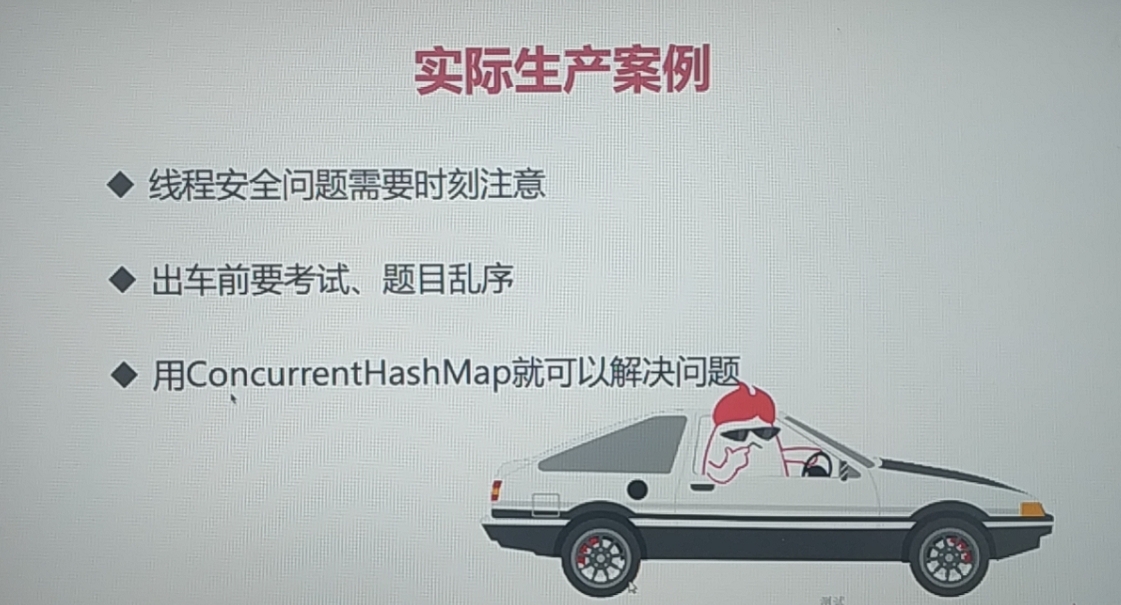 实际生产案例
线程安全问题需要时刻注意
出车前要考试、题目乱序
用ConcurrentHashMap就可以解决问题
测试